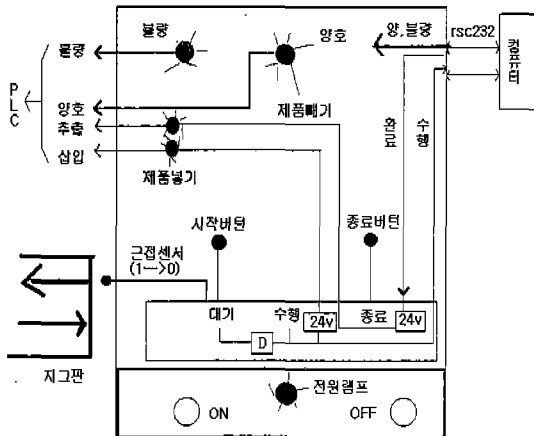 불량
양호
양,불량
rsc232
컴퓨터
불량
PLC
양호
제품빼기
추출
삽입
제품넣기
완료
수행
시작버턴
종료버턴
근접센서
(1-->0)
대기
수행
24v
종료
24v
D
지그판
전원램프
ON
OFF